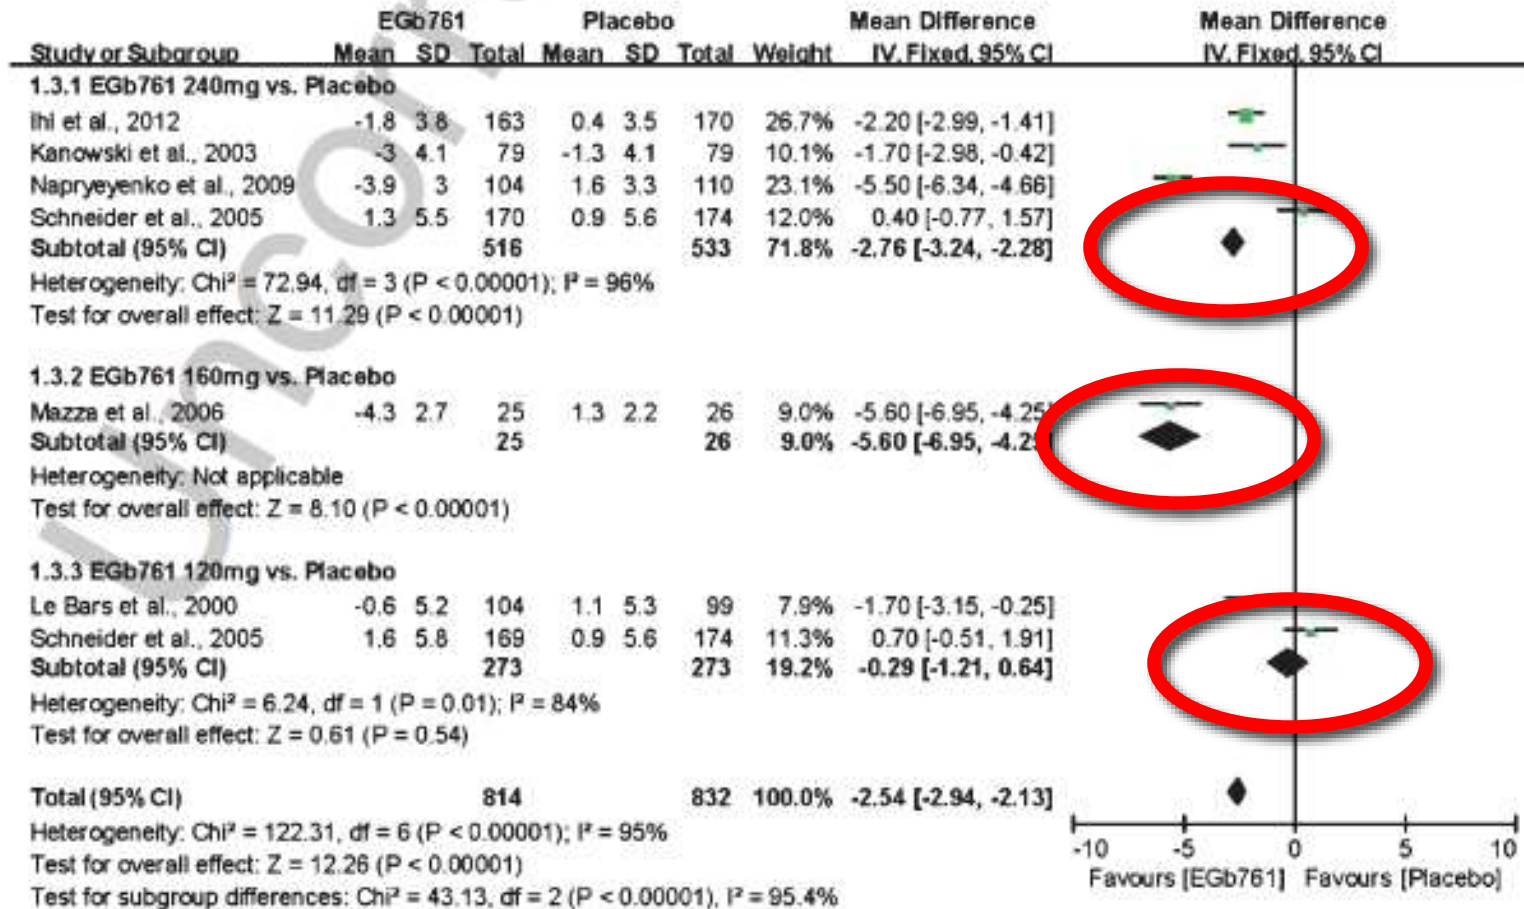 EGb761 Placebo Mean Difference Mean Difference
Study or Subgroup Mean SD Total Mean SD Total Weight IV, Fixed, 95% CI IV, Fixed, 95% CI
1.3.1 EGb761 240mg vs. Placebo
Ihl et al., 2012 -1.8 3.8 163 0.4 3.5 170 26.7% -2.20 [-2.99, -1.41]
Kanowski et al., 2003 -3 4.1 79 -1.3 4.1 79 10.1% -1.70 [-2.98, -0.42]
Napryeyenko et al., 2009 -3.9 3 104 1.6 3.3 110 23.1% -5.50 [-6.34, -4.66]
Schneider et al., 2005 1.3 5.5 170 0.9 5.6 174 12.0% 0.40 [-0.77, 1.57]
Subtotal (95% CI) 516 533 71.8% -2.76 [-3.24, -2.28]
Heterogeneity: Chi² = 72.94, df = 3 (P < 0.00001); I² = 96%
Test for overall effect: Z = 11.29 (P < 0.00001)
1.3.2 EGb761 160mg vs. Placebo
Mazza et al., 2006 -4.3 2.7 25 1.3 2.2 26 9.0% -5.60 [-6.95, -4.25]
Subtotal (95% CI) 25 26 9.0% -5.60 [-6.95, -4.25
Heterogeneity: Not applicable
Test for overall effect: Z = 8.10 (P < 0.00001)
1.3.3 EGb761 120mg vs. Placebo
Le Bars et al., 2000 -0.6 5.2 104 1.1 5.3 99 7.9% -1.70 [-3.15, -0.25]
Schneider et al., 2005 1.6 5.8 169 0.9 5.6 174 11.3% 0.70 [-0.51, 1.91]
Subtotal (95% CI) 273 273 19.2% -0.29 [-1.21, 0.64]
Heterogeneity: Chi² = 6.24, df = 1 (P = 0.01); I² = 84%
Test for overall effect: Z = 0.61 (P = 0.54)
Total (95% CI) 814 832 100.0% -2.54 [-2.94, -2.13]
Heterogeneity: Chi² = 122.31, df = 6 (P < 0.00001); I² = 95%
Test for overall effect: Z = 12.26 (P < 0.00001)
Test for subgroup differences: Chi² = 43.13, df = 2 (P < 0.00001), I² = 95.4%
-10 -5 0 5 10
Favours [EGb761] Favours [Placebo]